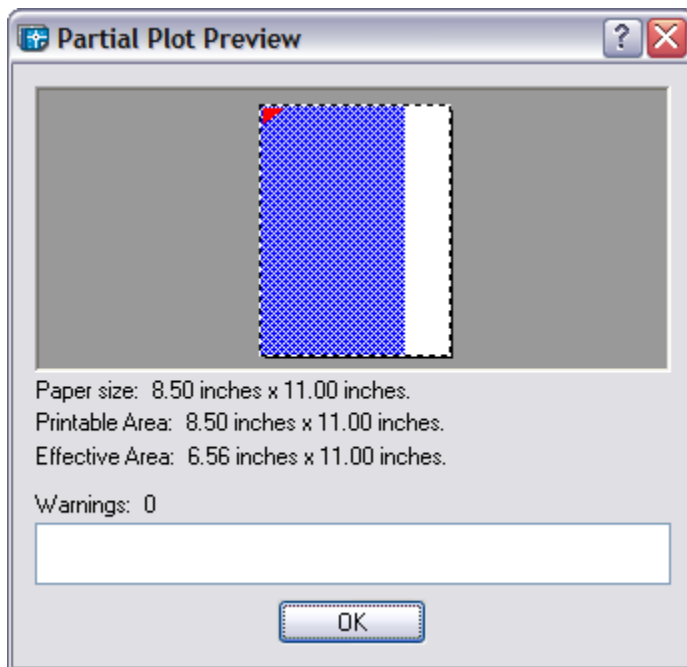 Partial Plot Preview
Paper size: 8.50 inches x 11.00 inches.
Printable Area: 8.50 inches x 11.00 inches.
Effective Area: 6.56 inches x 11.00 inches.
Warnings: 0
OK